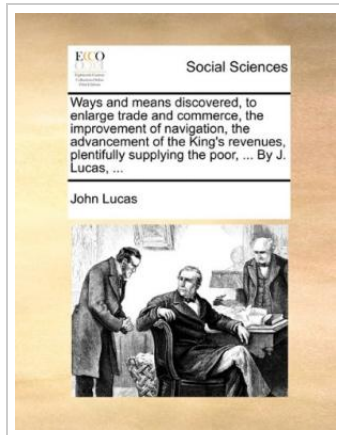 ECCO
Social Sciences
Ways and means discovered, to
enlarge trade and commerce, the
improvement of navigation, the
advancement of the King's revenues,
plentifully supplying the poor, ... By J.
Lucas, ...
John Lucas